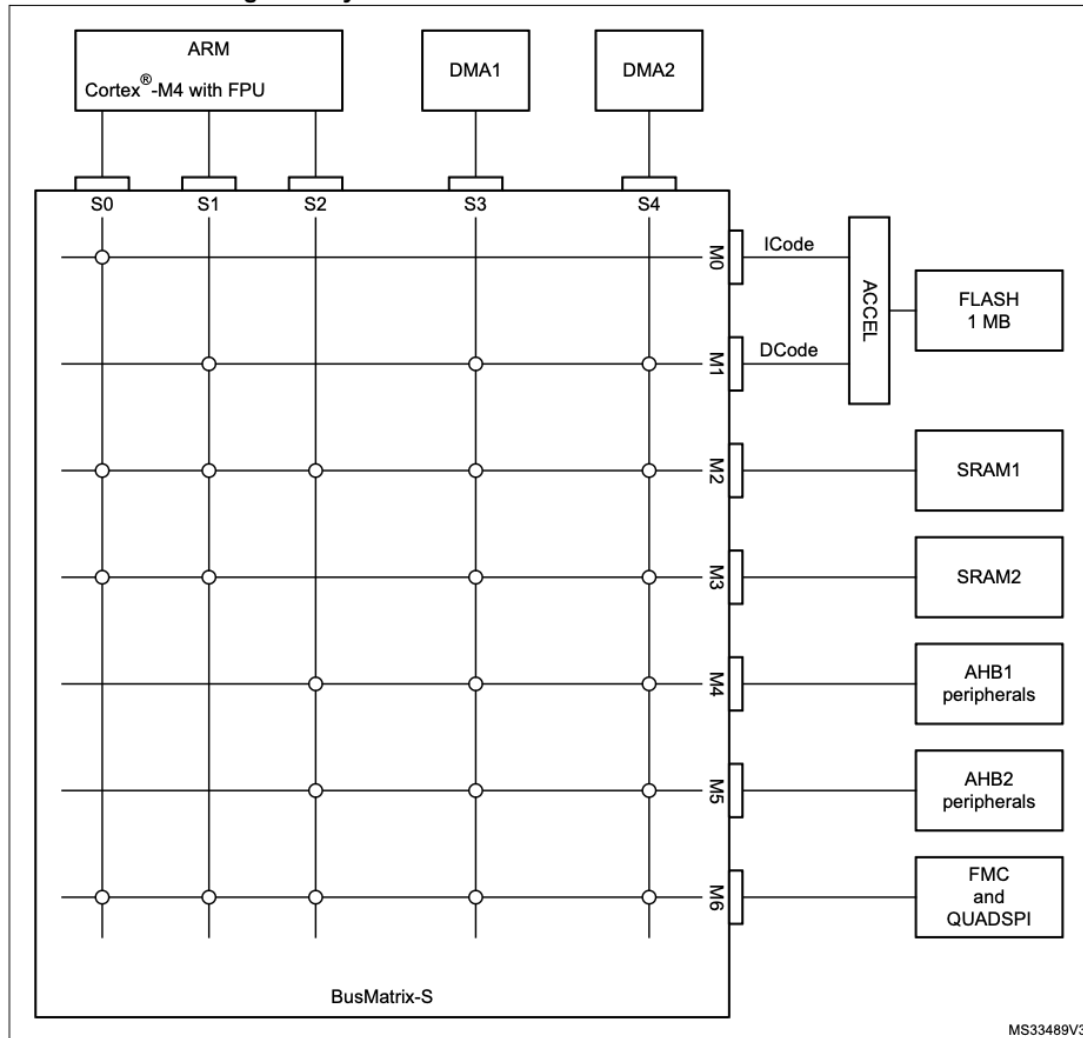 ARM
Cortex®-M4 with FPU
DMA1
DMA2
S0
S1
S2
S3
S4
M0
ICode
ACCEL
FLASH
1 MB
M1
DCode
M2
SRAM1
M3
SRAM2
M4
AHB1
peripherals
M5
AHB2
peripherals
M6
FMC
and
QUADSPI
BusMatrix-S
MS33489V3